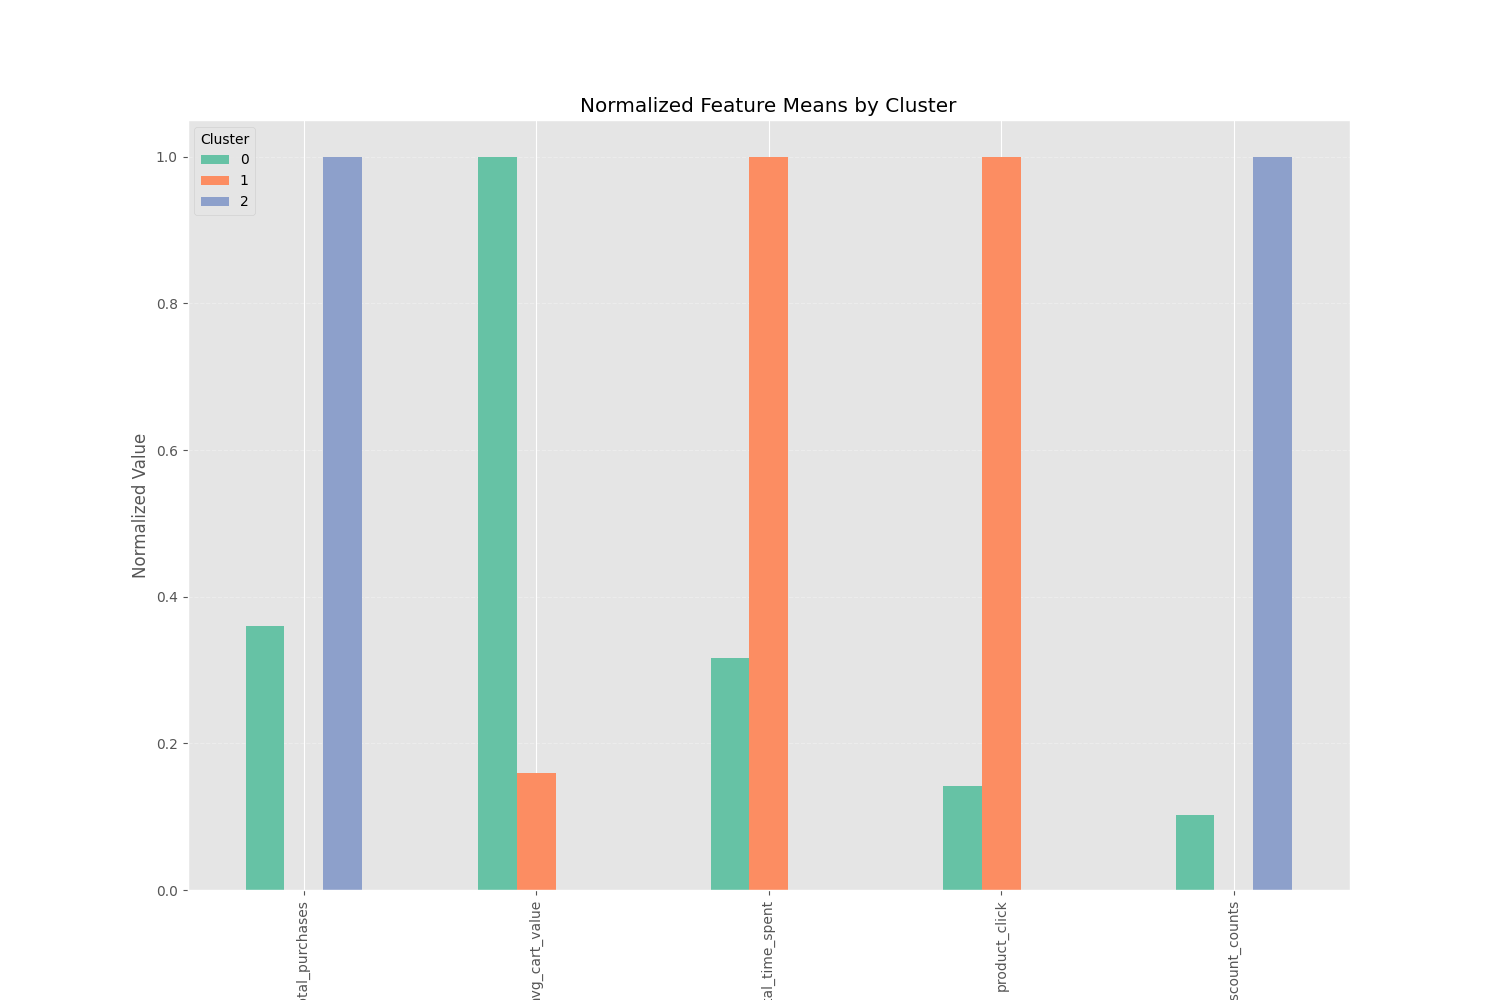 Normalized Feature Means by Cluster
Cluster
0
1
2
Normalized Value
1.0
0.8
0.6
0.4
0.2
0.0
otal_purchases
avg_cart_value
tal_time_spent
product_click
scount_counts